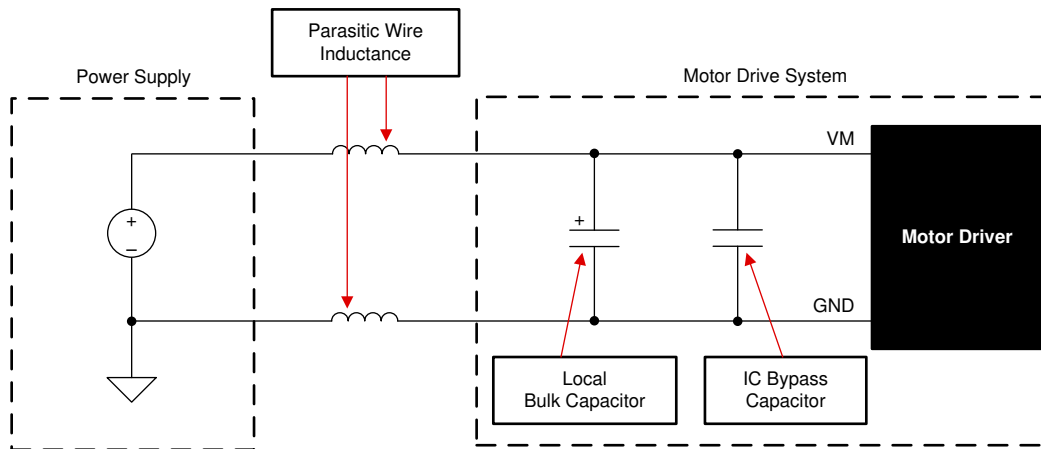 Parasitic Wire
Inductance
Power Supply
Motor Drive System
VM
+
–
+
Motor Driver
GND
Local
Bulk Capacitor
IC Bypass
Capacitor